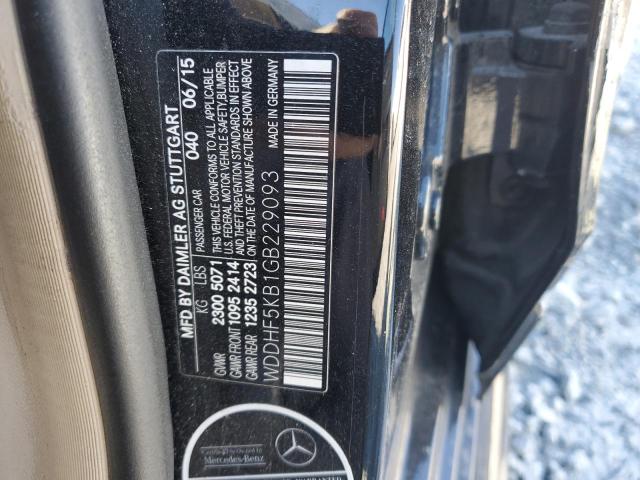 MFD BY DAIMLER AG STUTTGART
040 06/15
PASSENGER CAR
KG LBS
GVWR 2300 5071
GAWR FRONT 1095 2414
GAWR REAR 1235 2723
THIS VEHICLE CONFORMS TO ALL APPLICABLE
U.S. FEDERAL MOTOR VEHICLE SAFETY,BUMPER
AND THEFT PREVENTION STANDARDS IN EFFECT
ON THE DATE OF MANUFACTURE SHOWN ABOVE
MADE IN GERMANY
WDDHF5KB1GB229093
Mercedes-Benz